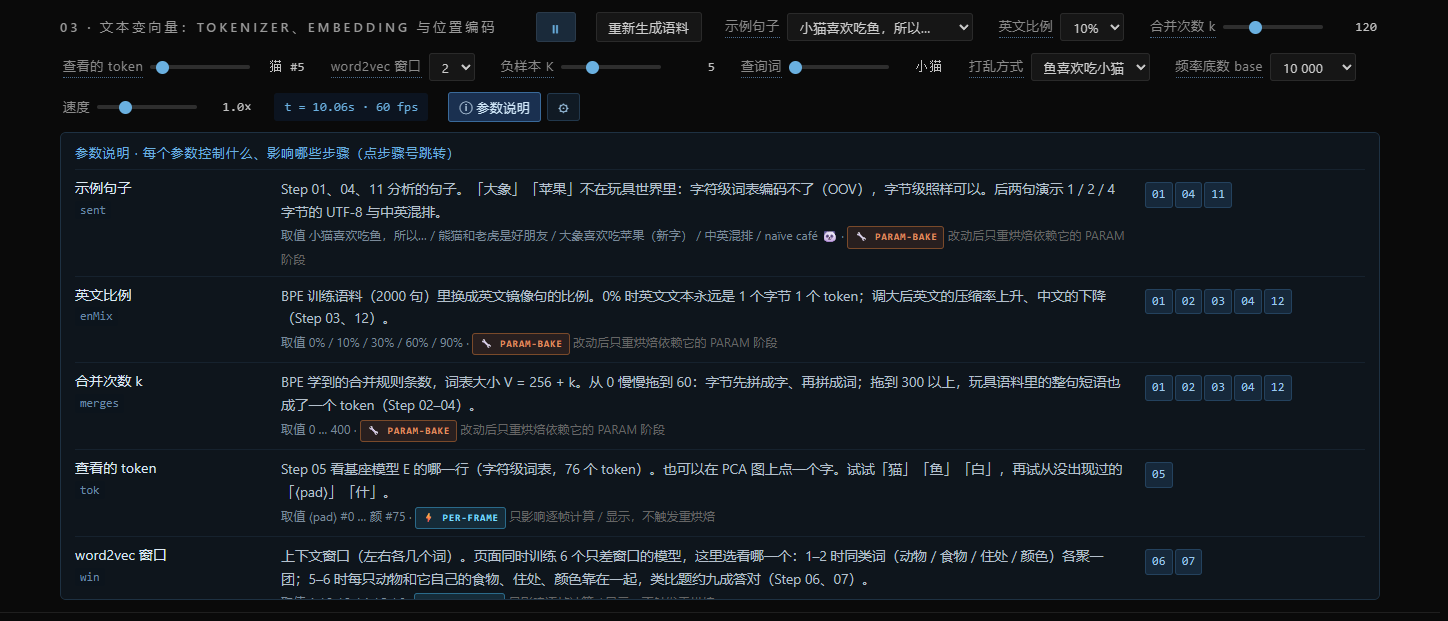 03 · 文本变向量: TOKENIZER、EMBEDDING 与位置编码 ⏸ 重新生成语料 示例句子 小猫喜欢吃鱼，所以... 英文比例 10% 合并次数 k 120
查看的 token 猫 #5 word2vec 窗口 2 负样本 K 5 查询词 小猫 打乱方式 鱼喜欢吃小猫 频率底数 base 10 000
速度 1.0x t = 10.06s · 60 fps ⓘ 参数说明 ⚙
参数说明 · 每个参数控制什么、影响哪些步骤（点步骤号跳转）
示例句子
sent
Step 01、04、11 分析的句子。「大象」「苹果」不在玩具世界里：字符级词表编码不了（OOV），字节级照样可以。后两句演示 1 / 2 / 4
字节的 UTF-8 与中英混排。
取值 小猫喜欢吃鱼，所以... / 熊猫和老虎是好朋友 / 大象喜欢吃苹果（新字） / 中英混排 / naïve café 🐼 · 🔧 PARAM-BAKE 改动后只重烘焙依赖它的 PARAM
阶段
01 04 11
英文比例
enMix
BPE 训练语料（2000 句）里换成英文镜像句的比例。0% 时英文文本永远是 1 个字节 1 个 token；调大后英文的压缩率上升、中文的下降
（Step 03、12）。
取值 0% / 10% / 30% / 60% / 90% · 🔧 PARAM-BAKE 改动后只重烘焙依赖它的 PARAM 阶段
01 02 03 04 12
合并次数 k
merges
BPE 学到的合并规则条数，词表大小 V = 256 + k。从 0 慢慢拖到 60：字节先拼成字、再拼成词；拖到 300 以上，玩具语料里的整句短语也
成了一个 token（Step 02–04）。
取值 0 ... 400 · 🔧 PARAM-BAKE 改动后只重烘焙依赖它的 PARAM 阶段
01 02 03 04 12
查看的 token
tok
Step 05 看基座模型 E 的哪一行（字符级词表，76 个 token）。也可以在 PCA 图上点一个字。试试「猫」「鱼」「白」，再试从没出现过的
「⟨pad⟩」「什」。
取值 ⟨pad⟩ #0 ... 颜 #75 · ⚡ PER-FRAME 只影响逐帧计算 / 显示，不触发重烘焙
05
word2vec 窗口
win
上下文窗口（左右各几个词）。页面同时训练 6 个只差窗口的模型，这里选看哪一个：1–2 时同类词（动物 / 食物 / 住处 / 颜色）各聚一
团；5–6 时每只动物和它自己的食物、住处、颜色靠在一起，类比题约九成答对（Step 06、07）。
06 07